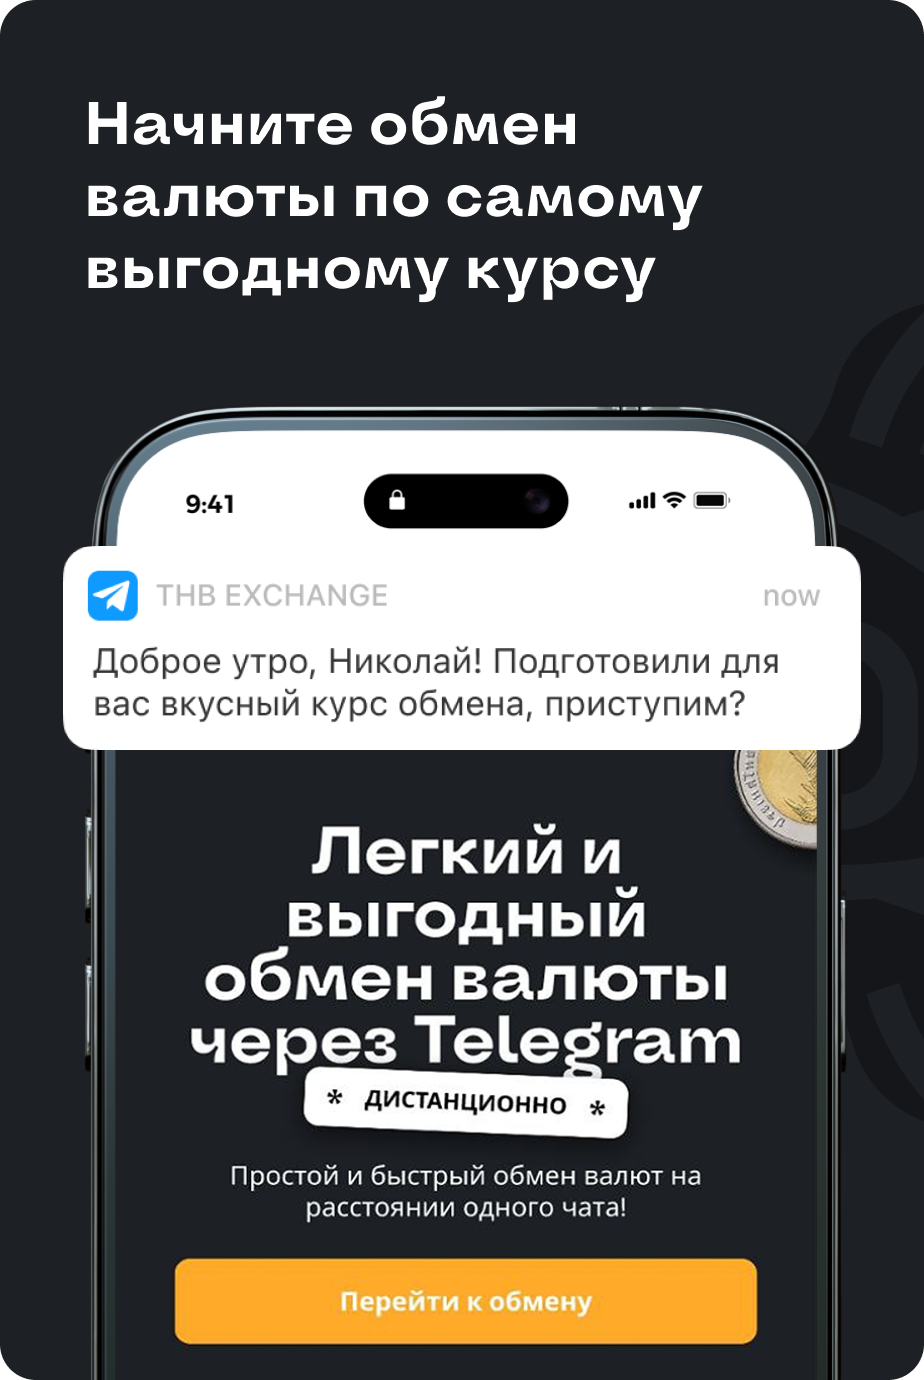 Начните обмен
валюты по самому
выгодному курсу
9:41
THB EXCHANGE
now
Доброе утро, Николай! Подготовили для
вас вкусный курс обмена, приступим?
Легкий и
выгодный
обмен валюты
через Telegram
* ДИСТАНЦИОННО *
Простой и быстрый обмен валют на
расстоянии одного чата!
Перейти к обмену